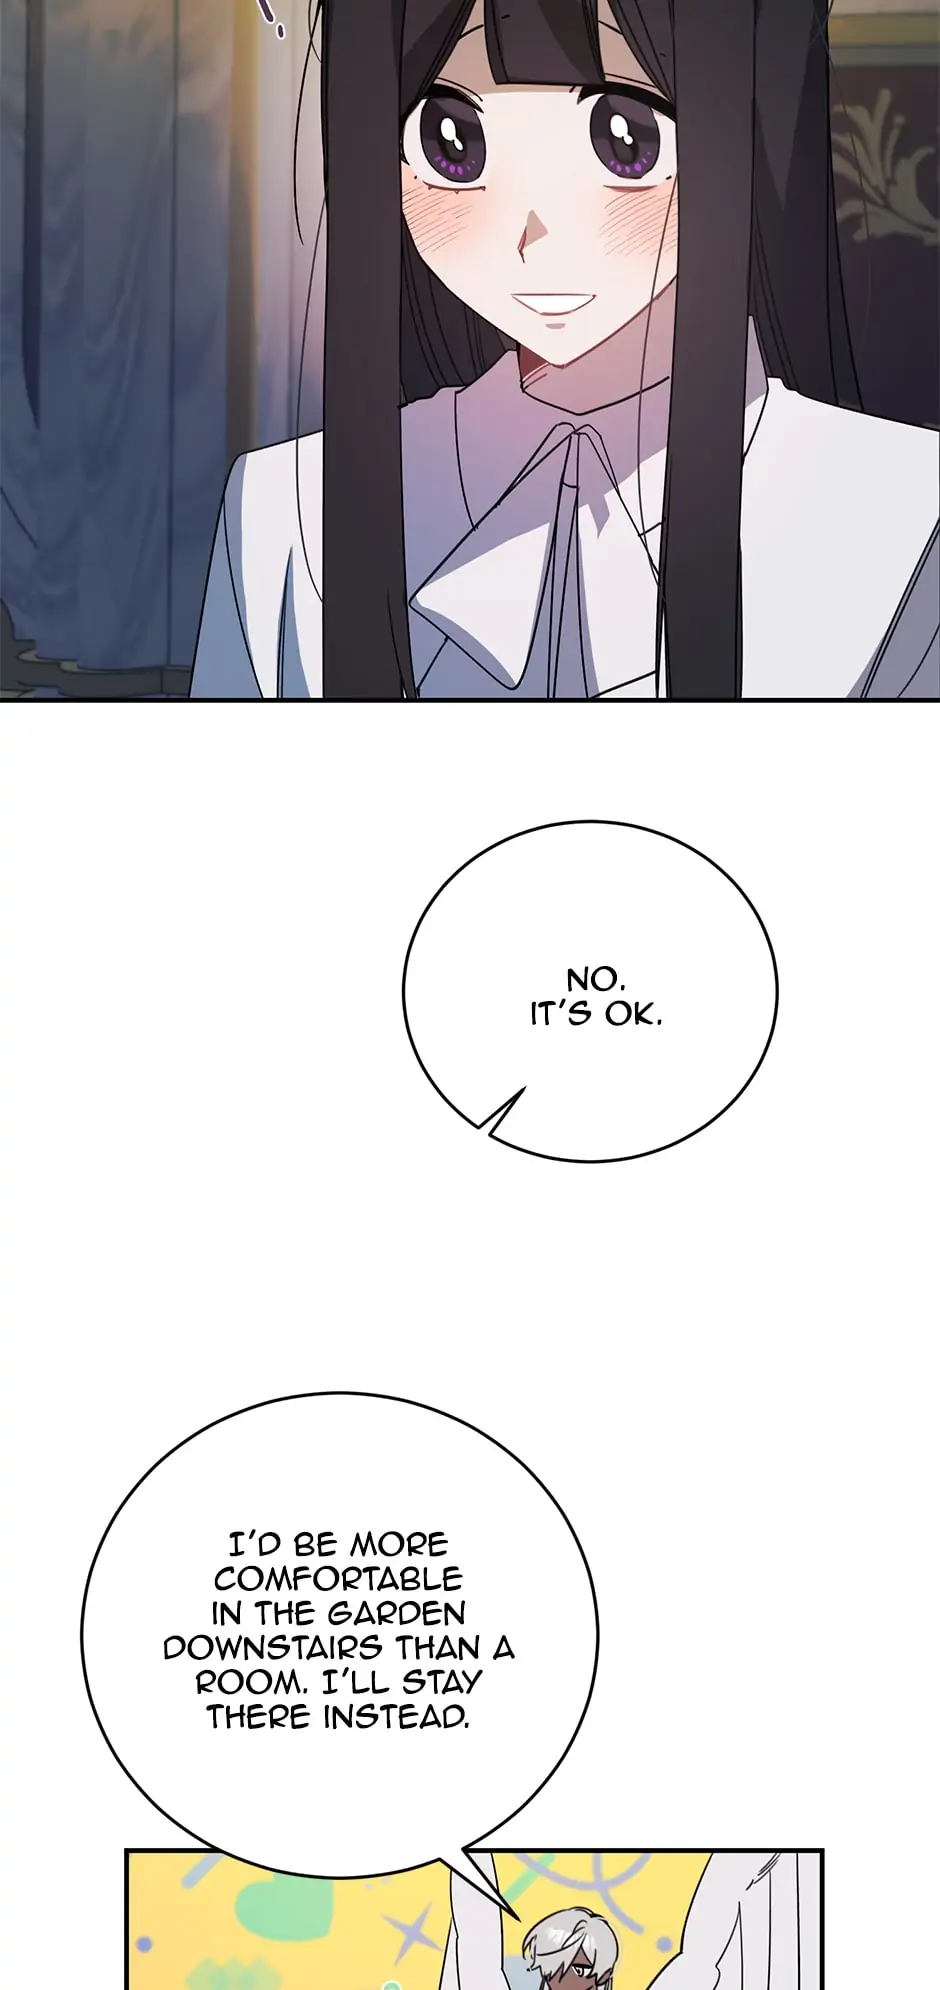 NO.
IT'S OK.
I'D BE MORE
COMFORTABLE
IN THE GARDEN
DOWNSTAIRS THAN A
ROOM. I'LL STAY
THERE INSTEAD.